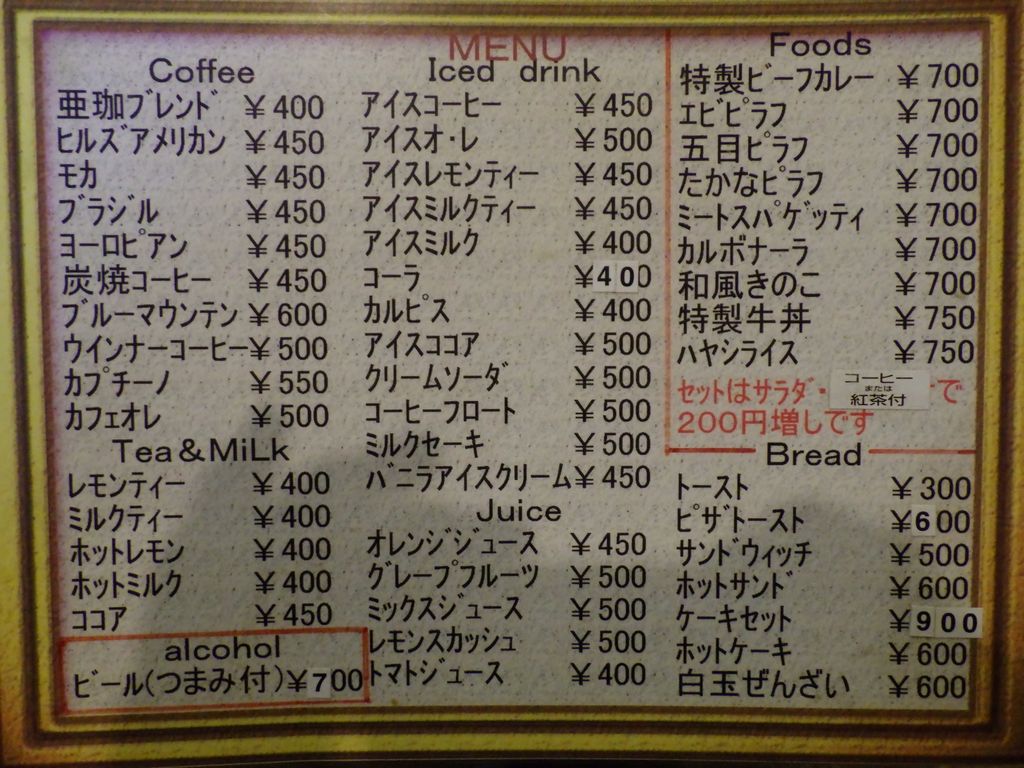 MENU
Coffee
亜珈ブレンド ¥400
ヒルズアメリカン ¥450
モカ ¥450
ブラジル ¥450
ヨーロピアン ¥450
炭焼コーヒー ¥450
ブルーマウンテン ¥600
ウインナーコーヒー ¥500
カプチーノ ¥550
カフェオレ ¥500
Tea&MiLk
レモンティー ¥400
ミルクティー ¥400
ホットレモン ¥400
ホットミルク ¥400
ココア ¥450
alcohol
ビール(つまみ付) ¥700
Iced drink
アイスコーヒー ¥450
アイスオ・レ ¥500
アイスレモンティー ¥450
アイスミルクティー ¥450
アイスミルク ¥400
コーラ ¥400
カルピス ¥400
アイスココア ¥500
クリームソーダ ¥500
コーヒーフロート ¥500
ミルクセーキ ¥500
バニラアイスクリーム ¥450
Juice
オレンジジュース ¥450
グレープフルーツ ¥500
ミックスジュース ¥500
レモンスカッシュ ¥500
トマトジュース ¥400
Foods
特製ビーフカレー ¥700
エビピラフ ¥700
五目ピラフ ¥700
たかなピラフ ¥700
ミートスパゲッティ ¥700
カルボナーラ ¥700
和風きのこ ¥700
特製牛丼 ¥750
ハヤシライス ¥750
セットはサラダ・コーヒーまたは紅茶付ーで
200円増しです
Bread
トースト ¥300
ピザトースト ¥600
サンドウィッチ ¥500
ホットサンド ¥600
ケーキセット ¥900
ホットケーキ ¥600
白玉ぜんざい ¥600